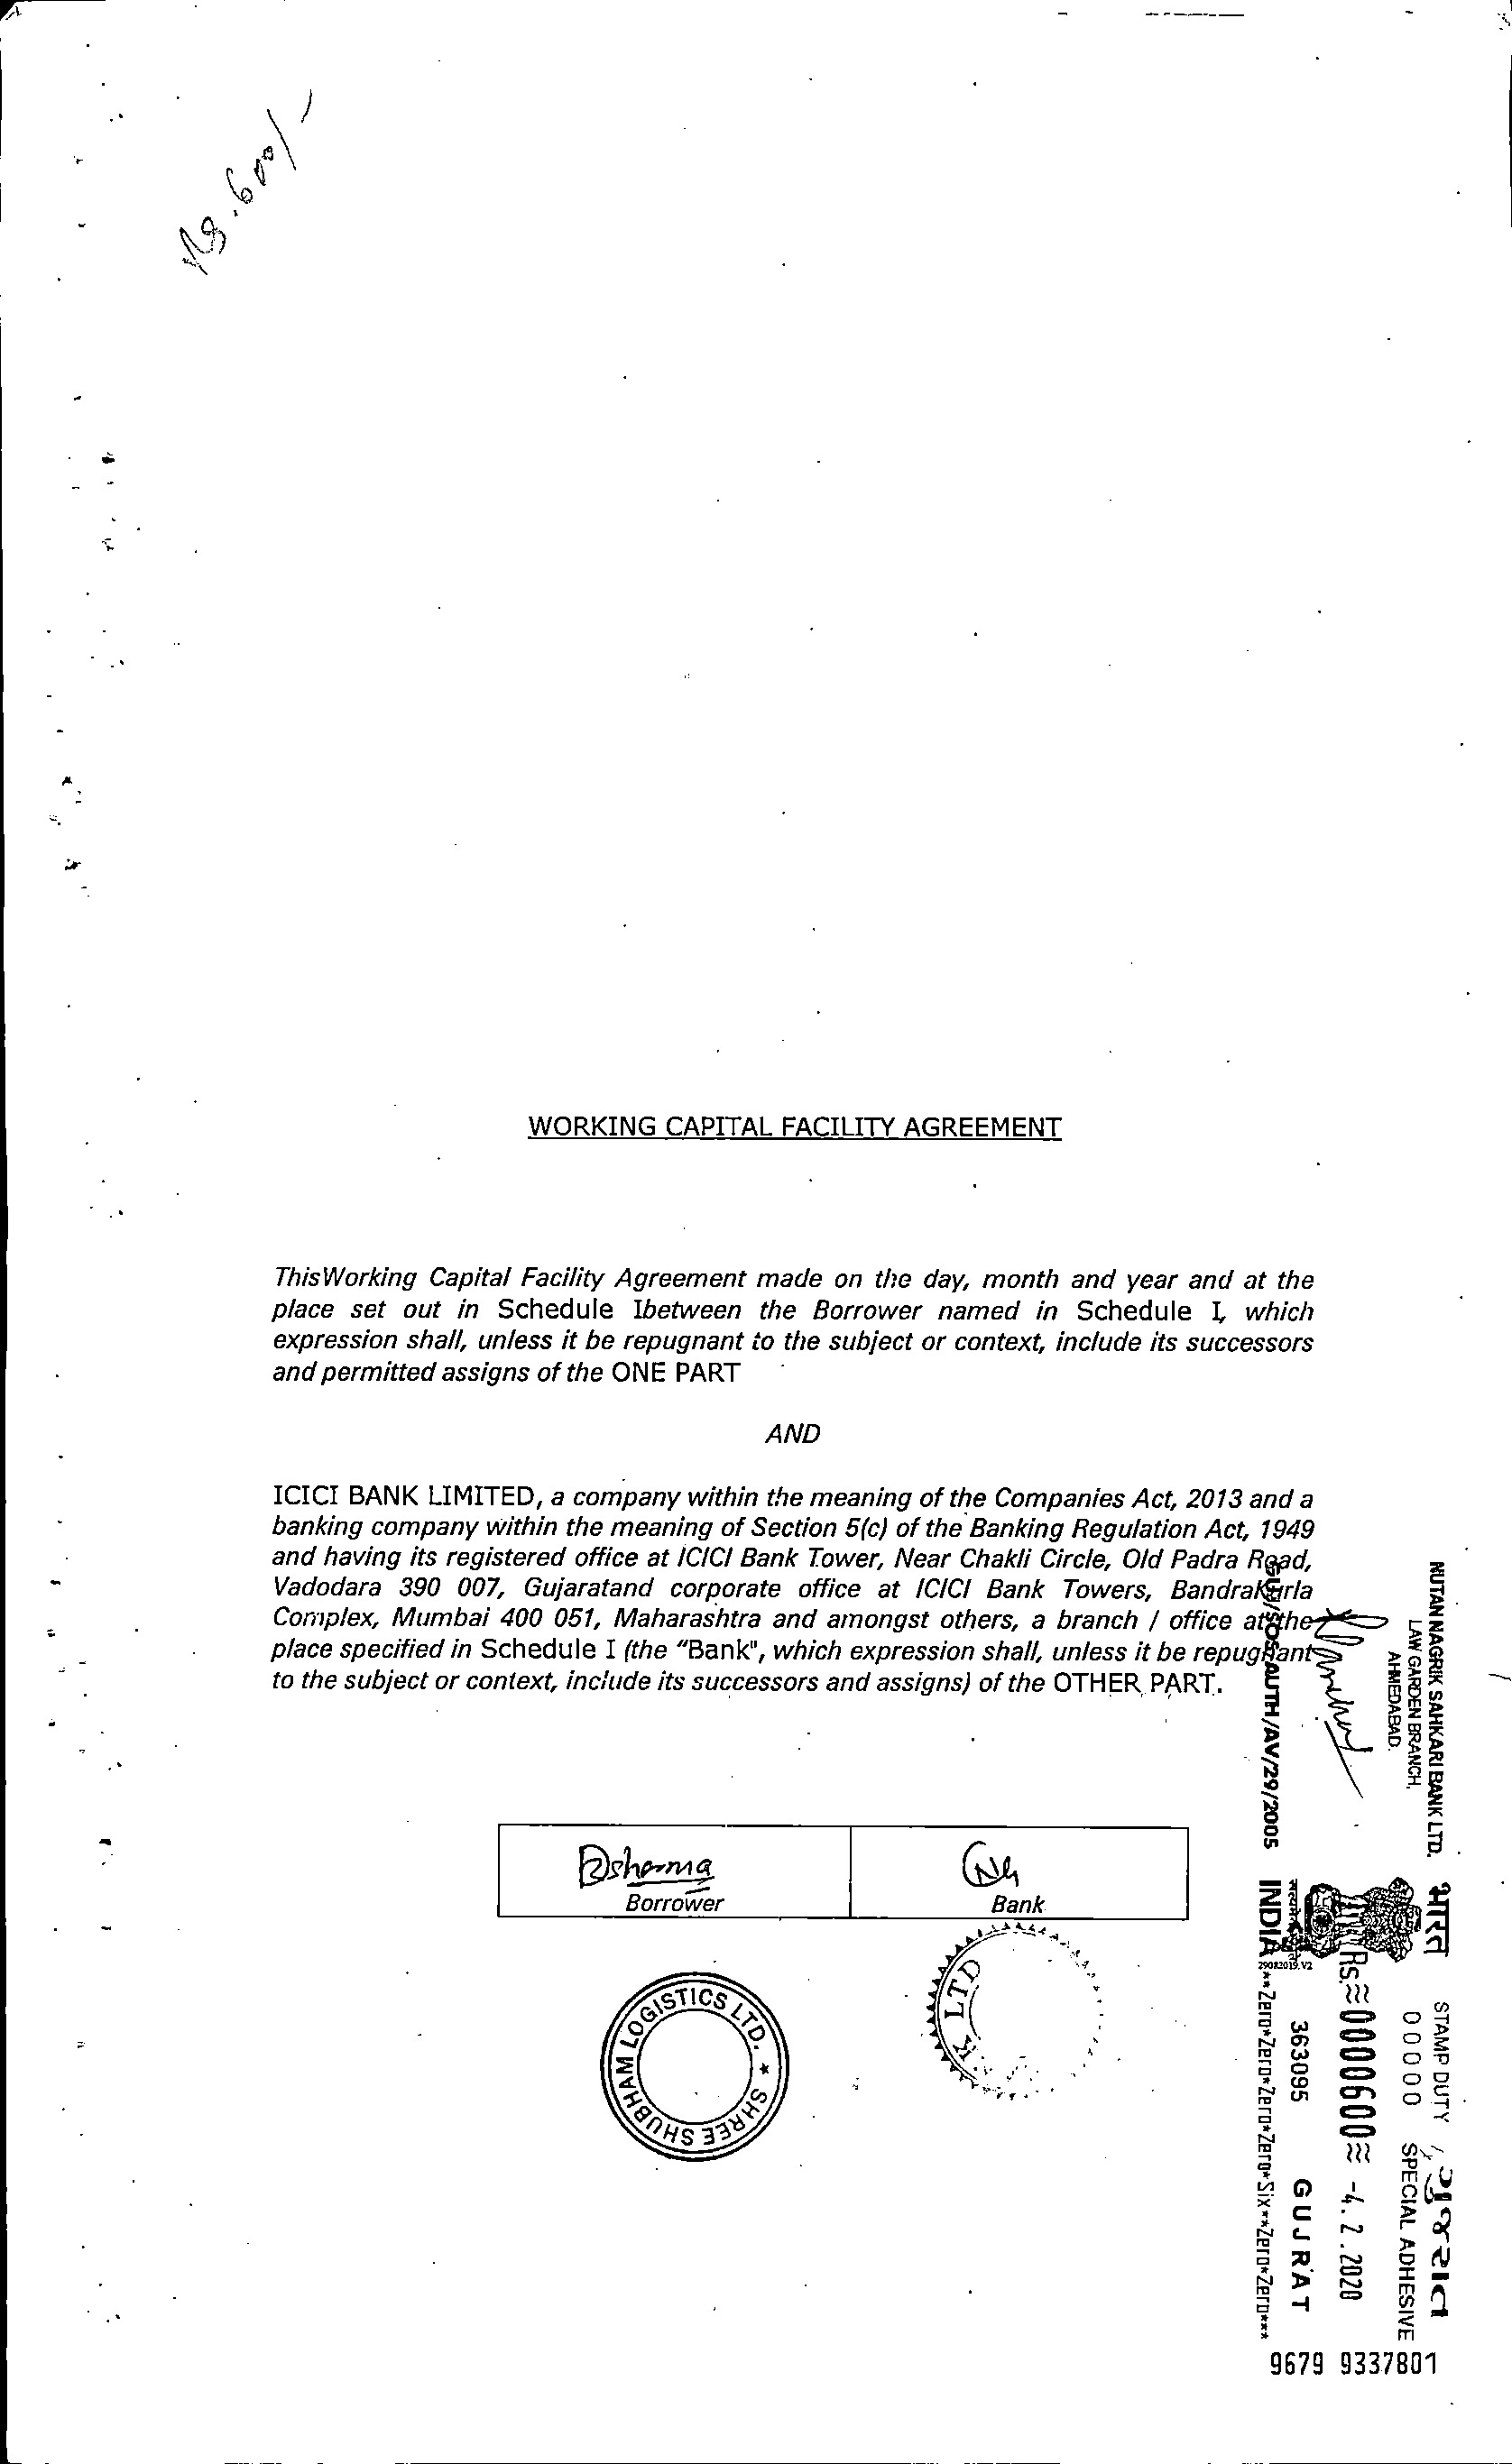 Rs. 600/-
WORKING CAPITAL FACILITY AGREEMENT
ThisWorking Capital Facility Agreement made on the day, month and year and at the
place set out in Schedule Ibetween the Borrower named in Schedule I, which
expression shall, unless it be repugnant to the subject or context, include its successors
and permitted assigns of the ONE PART
AND
ICICI BANK LIMITED, a company within the meaning of the Companies Act, 2013 and a
banking company within the meaning of Section 5(c) of the Banking Regulation Act, 1949
and having its registered office at ICICI Bank Tower, Near Chakli Circle, Old Padra Road,
Vadodara 390 007, Gujaratand corporate office at ICICI Bank Towers, BandraKurla
Complex, Mumbai 400 051, Maharashtra and amongst others, a branch / office at the
place specified in Schedule I (the "Bank", which expression shall, unless it be repugnant
to the subject or context, include its successors and assigns) of the OTHER PART.
Dsharma
Borrower
Bank
SHREE SHUBHAM LOGISTICS LTD. *
K LTD
NUTAN NAGRIK SAHKARI BANK LTD.
LAW GARDEN BRANCH,
AHMEDABAD.
GUJ/SOS/AUTH/AV/29/2005
भारत
STAMP DUTY
ગુજરાત
00000
SPECIAL ADHESIVE
Rs.≈0000600≈ -4.2.2020
29082019.V2
363095
GUJRAT
INDIA
**Zero*Zero*Zero*Zero*Six**Zero*Zero***
9679 9337801